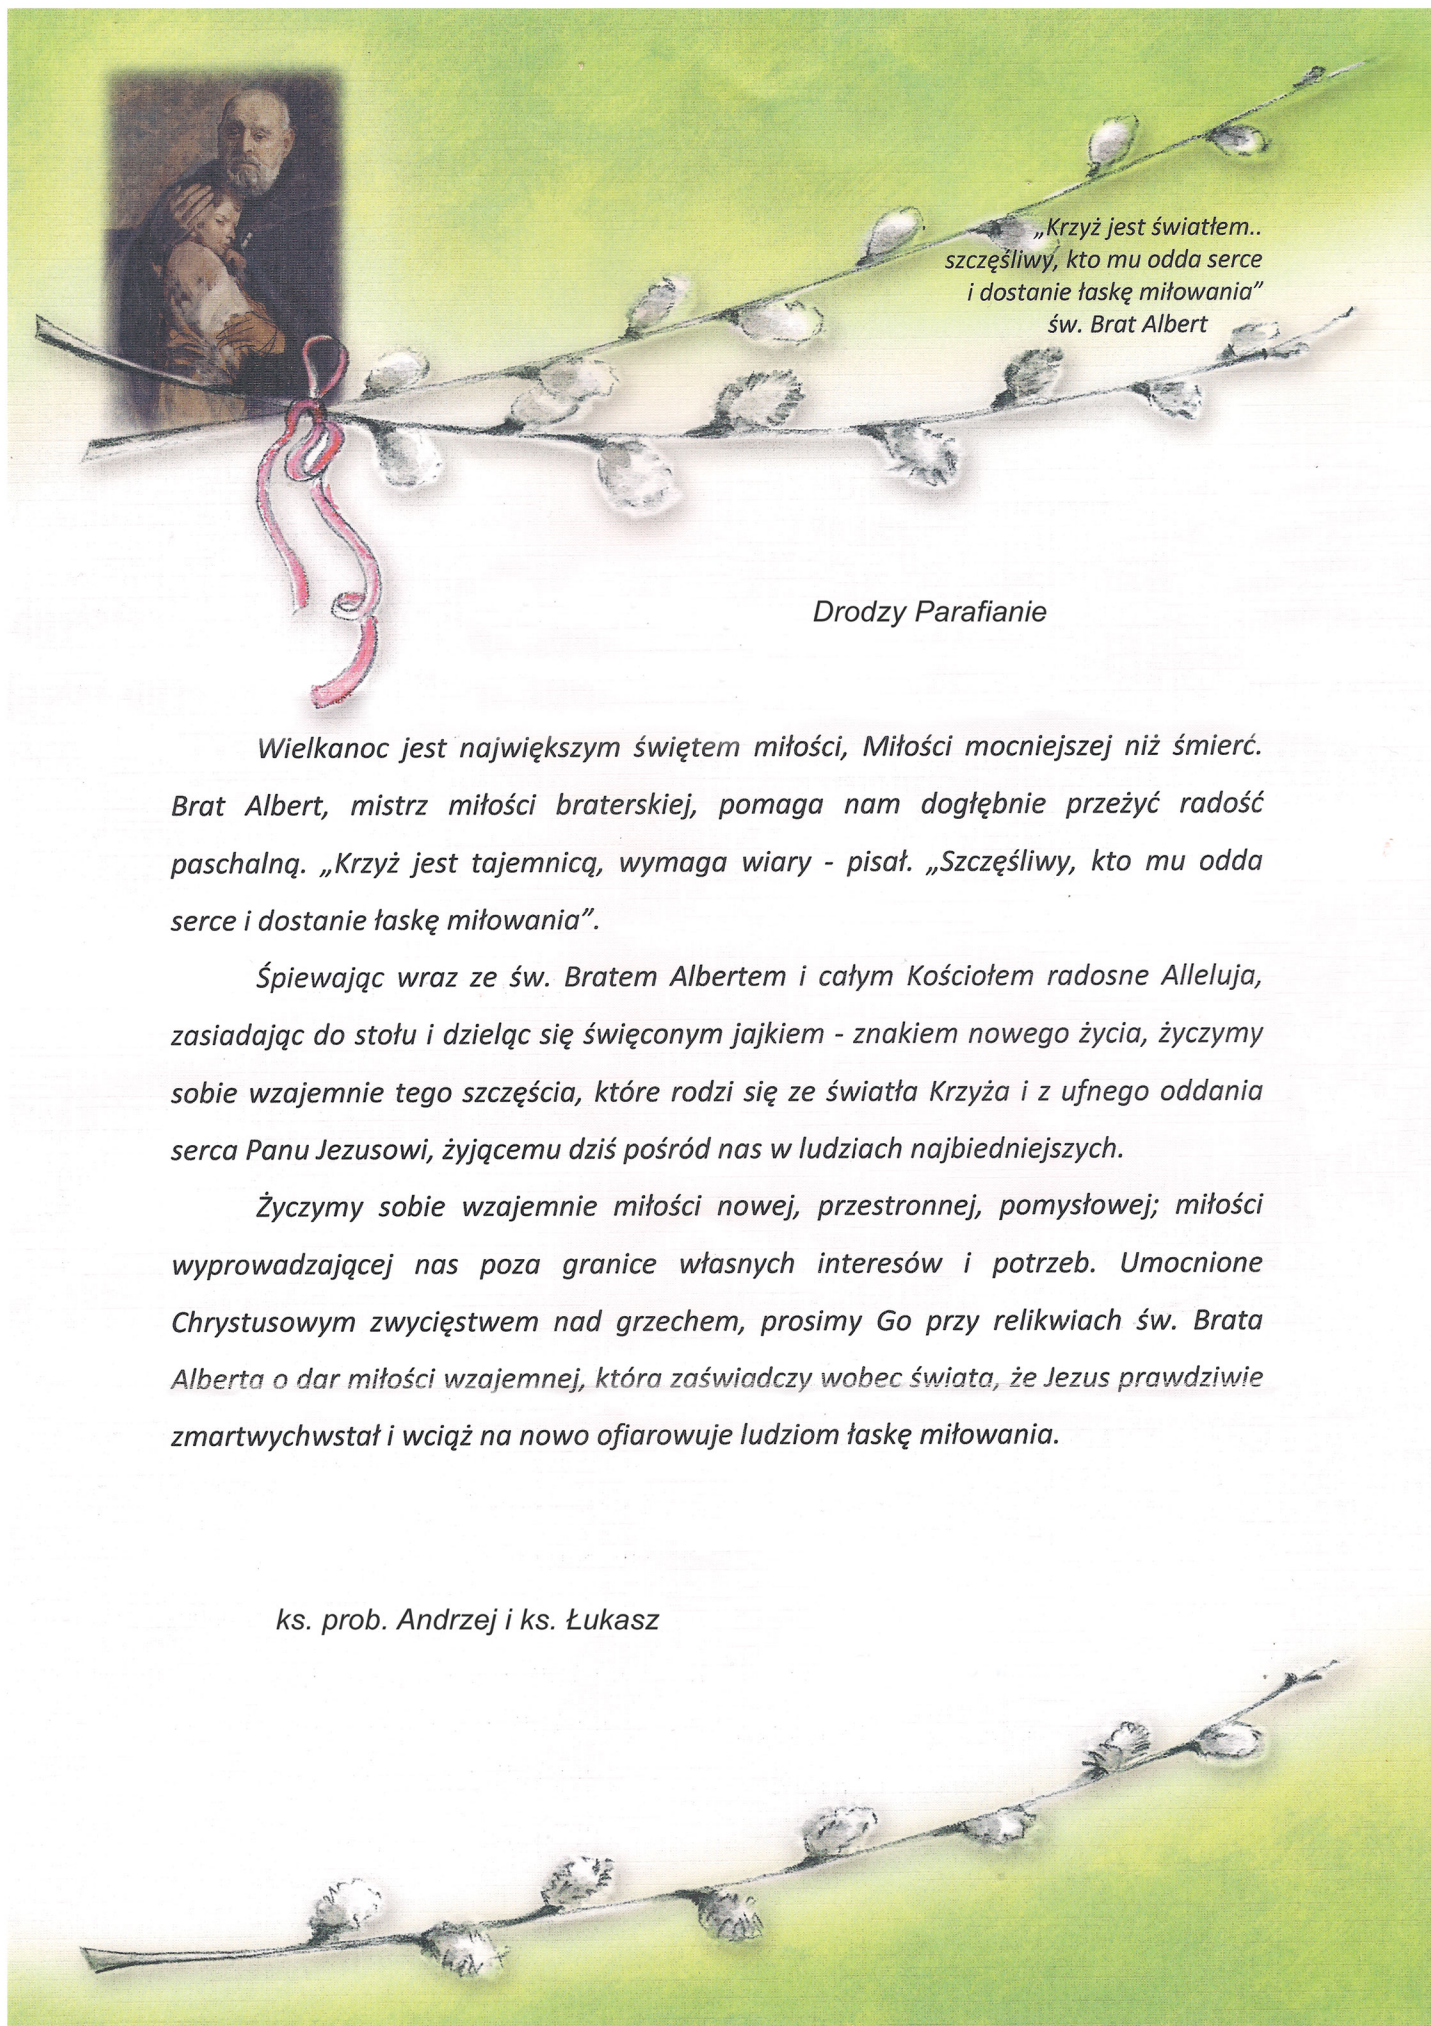 „Krzyż jest światłem..
szczęśliwy, kto mu odda serce
i dostanie łaskę miłowania”
św. Brat Albert
Drodzy Parafianie
Wielkanoc jest największym świętem miłości, Miłości mocniejszej niż śmierć.
Brat Albert, mistrz miłości braterskiej, pomaga nam dogłębnie przeżyć radość
paschalną. „Krzyż jest tajemnicą, wymaga wiary - pisał. „Szczęśliwy, kto mu odda
serce i dostanie łaskę miłowania”.
Śpiewając wraz ze św. Bratem Albertem i całym Kościołem radosne Alleluja,
zasiadając do stołu i dzieląc się święconym jajkiem - znakiem nowego życia, życzymy
sobie wzajemnie tego szczęścia, które rodzi się ze światła Krzyża i z ufnego oddania
serca Panu Jezusowi, żyjącemu dziś pośród nas w ludziach najbiedniejszych.
Życzymy sobie wzajemnie miłości nowej, przestronnej, pomysłowej; miłości
wyprowadzającej nas poza granice własnych interesów i potrzeb. Umocnione
Chrystusowym zwycięstwem nad grzechem, prosimy Go przy relikwiach św. Brata
Alberta o dar miłości wzajemnej, która zaświadczy wobec świata, że Jezus prawdziwie
zmartwychwstał i wciąż na nowo ofiarowuje ludziom łaskę miłowania.
ks. prob. Andrzej i ks. Łukasz